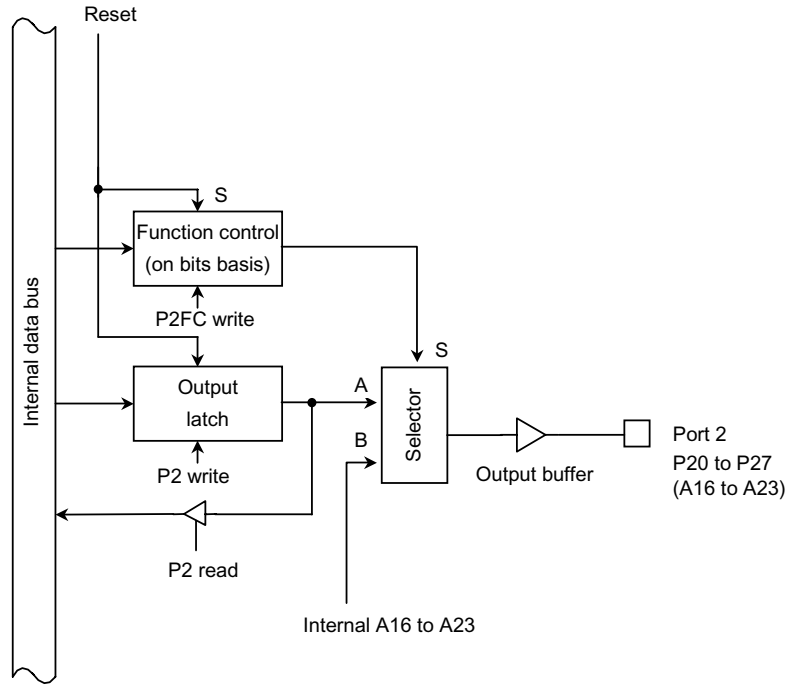 Reset
S
Function control
(on bits basis)
P2FC write
Internal data bus
S
Output
latch
A
B
Selector
P2 write
Output buffer
Port 2
P20 to P27
(A16 to A23)
P2 read
Internal A16 to A23